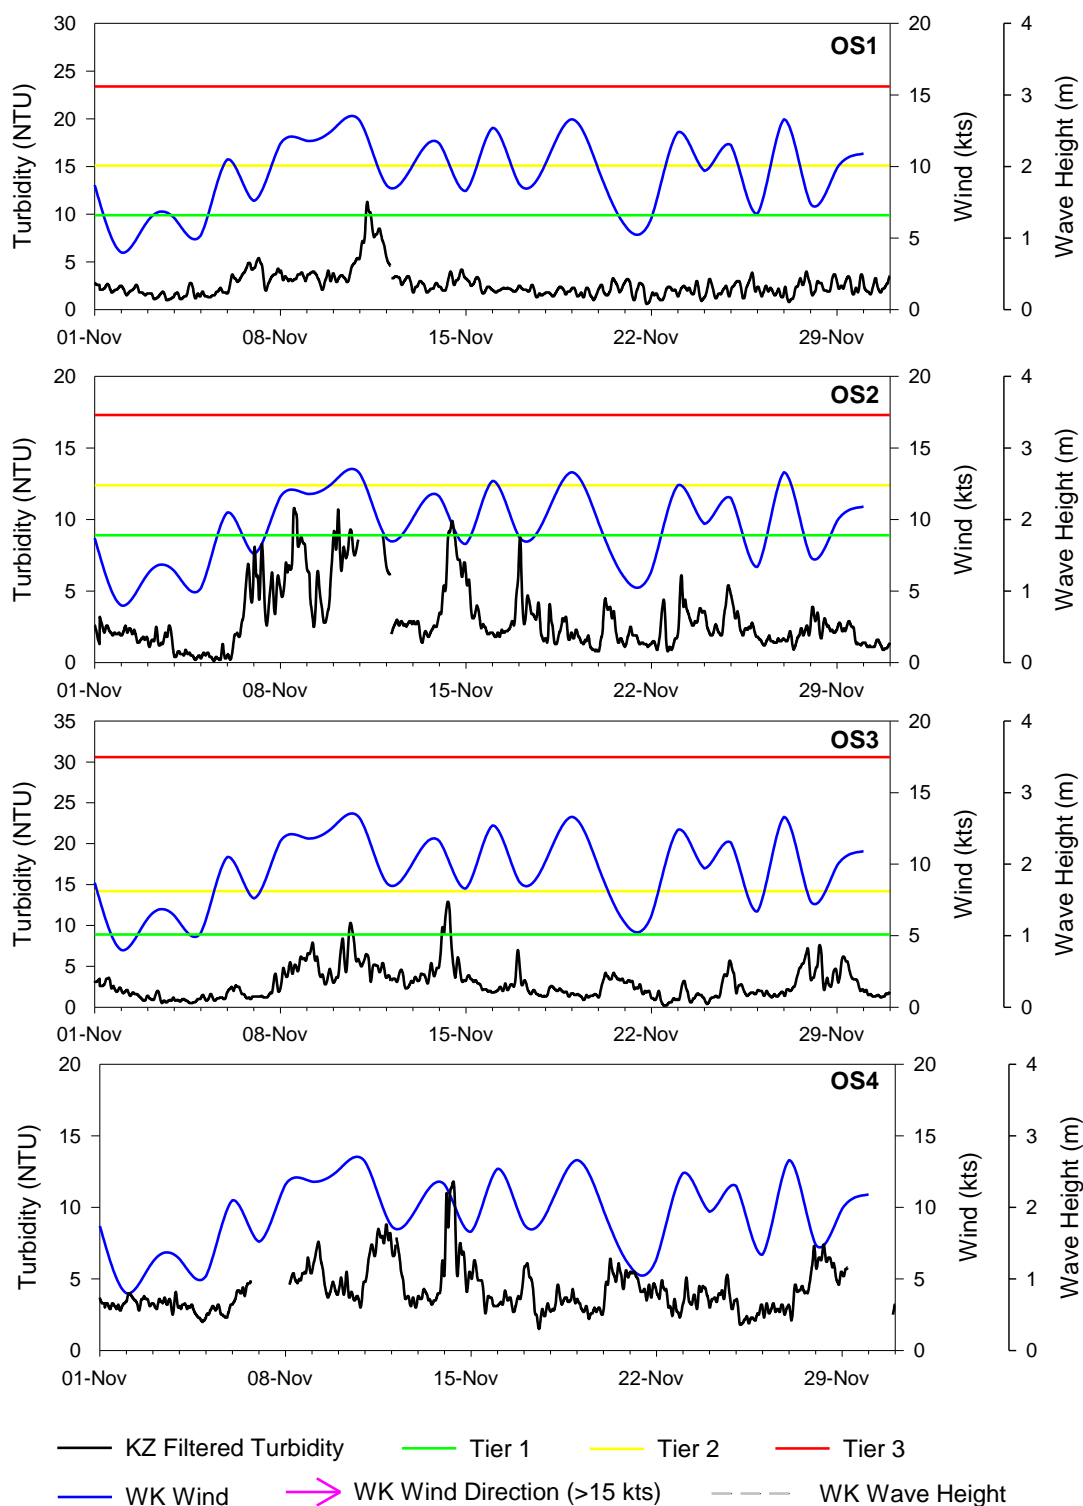 OS1
Turbidity (NTU)
30
25
20
15
10
5
0
Wind (kts)
20
15
10
5
0
Wave Height (m)
4
3
2
1
0
01-Nov 08-Nov 15-Nov 22-Nov 29-Nov
OS2
Turbidity (NTU)
20
15
10
5
0
Wind (kts)
20
15
10
5
0
Wave Height (m)
4
3
2
1
0
01-Nov 08-Nov 15-Nov 22-Nov 29-Nov
OS3
Turbidity (NTU)
35
30
25
20
15
10
5
0
Wind (kts)
20
15
10
5
0
Wave Height (m)
4
3
2
1
0
01-Nov 08-Nov 15-Nov 22-Nov 29-Nov
OS4
Turbidity (NTU)
20
15
10
5
0
Wind (kts)
20
15
10
5
0
Wave Height (m)
4
3
2
1
0
01-Nov 08-Nov 15-Nov 22-Nov 29-Nov
KZ Filtered Turbidity Tier 1 Tier 2 Tier 3
WK Wind WK Wind Direction (>15 kts) WK Wave Height